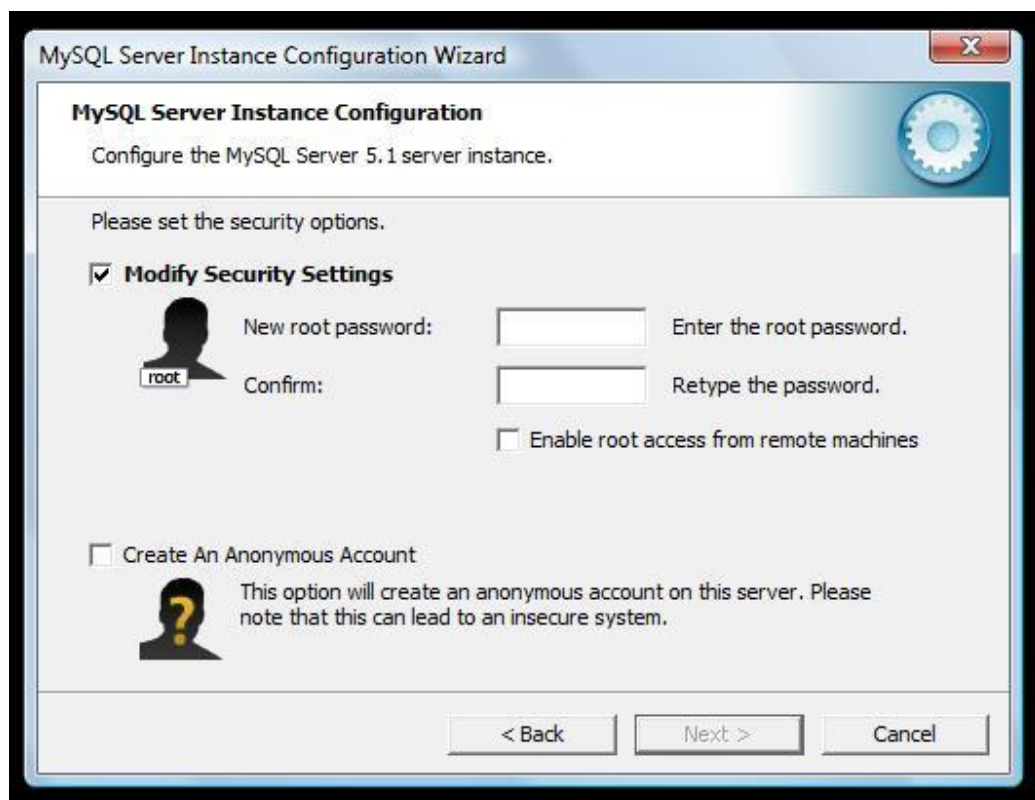 MySQL Server Instance Configuration Wizard
MySQL Server Instance Configuration
Configure the MySQL Server 5.1 server instance.
Please set the security options.
Modify Security Settings
root
New root password:
Enter the root password.
Confirm:
Retype the password.
Enable root access from remote machines
Create An Anonymous Account
?
This option will create an anonymous account on this server. Please
note that this can lead to an insecure system.
< Back
Next >
Cancel